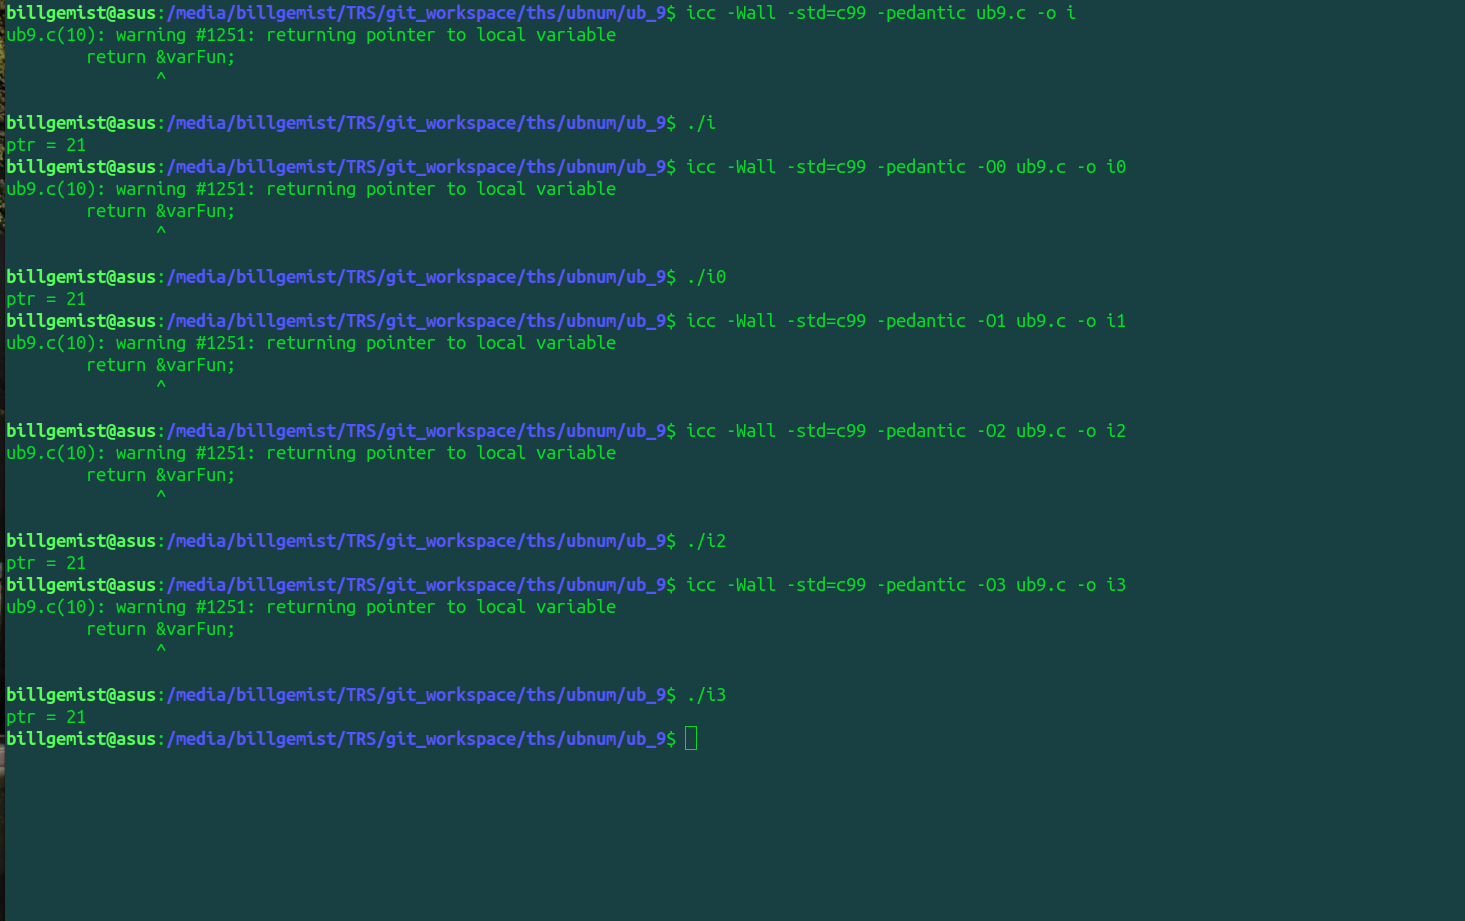 billgemist@asus:/media/billgemist/TRS/git_workspace/ths/ubnum/ub_9$ icc -Wall -std=c99 -pedantic ub9.c -o i
ub9.c(10): warning #1251: returning pointer to local variable
        return &varFun;
               ^
billgemist@asus:/media/billgemist/TRS/git_workspace/ths/ubnum/ub_9$ ./i
ptr = 21
billgemist@asus:/media/billgemist/TRS/git_workspace/ths/ubnum/ub_9$ icc -Wall -std=c99 -pedantic -O0 ub9.c -o i0
ub9.c(10): warning #1251: returning pointer to local variable
        return &varFun;
               ^
billgemist@asus:/media/billgemist/TRS/git_workspace/ths/ubnum/ub_9$ ./i0
ptr = 21
billgemist@asus:/media/billgemist/TRS/git_workspace/ths/ubnum/ub_9$ icc -Wall -std=c99 -pedantic -O1 ub9.c -o i1
ub9.c(10): warning #1251: returning pointer to local variable
        return &varFun;
               ^
billgemist@asus:/media/billgemist/TRS/git_workspace/ths/ubnum/ub_9$ icc -Wall -std=c99 -pedantic -O2 ub9.c -o i2
ub9.c(10): warning #1251: returning pointer to local variable
        return &varFun;
               ^
billgemist@asus:/media/billgemist/TRS/git_workspace/ths/ubnum/ub_9$ ./i2
ptr = 21
billgemist@asus:/media/billgemist/TRS/git_workspace/ths/ubnum/ub_9$ icc -Wall -std=c99 -pedantic -O3 ub9.c -o i3
ub9.c(10): warning #1251: returning pointer to local variable
        return &varFun;
               ^
billgemist@asus:/media/billgemist/TRS/git_workspace/ths/ubnum/ub_9$ ./i3
ptr = 21
billgemist@asus:/media/billgemist/TRS/git_workspace/ths/ubnum/ub_9$